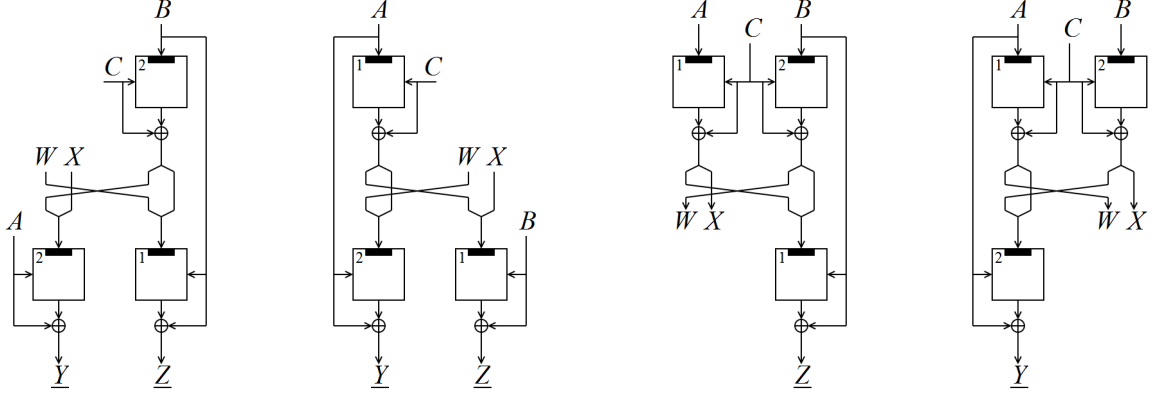 B A A B A B
C C
2 1 1 2 1 2
C C
W X W X
W X W X
A B
2 1 2 1 1 2
Y Z Y Z Z Y